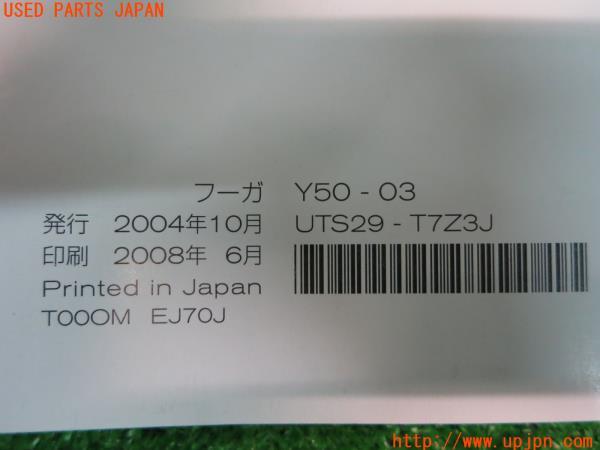 USED PARTS JAPAN
フーガ Y50 - 03
発行 2004年10月 UTS29 - T7Z3J
印刷 2008年 6月
Printed in Japan
T00OM EJ70J
http://www.upjpn.com/